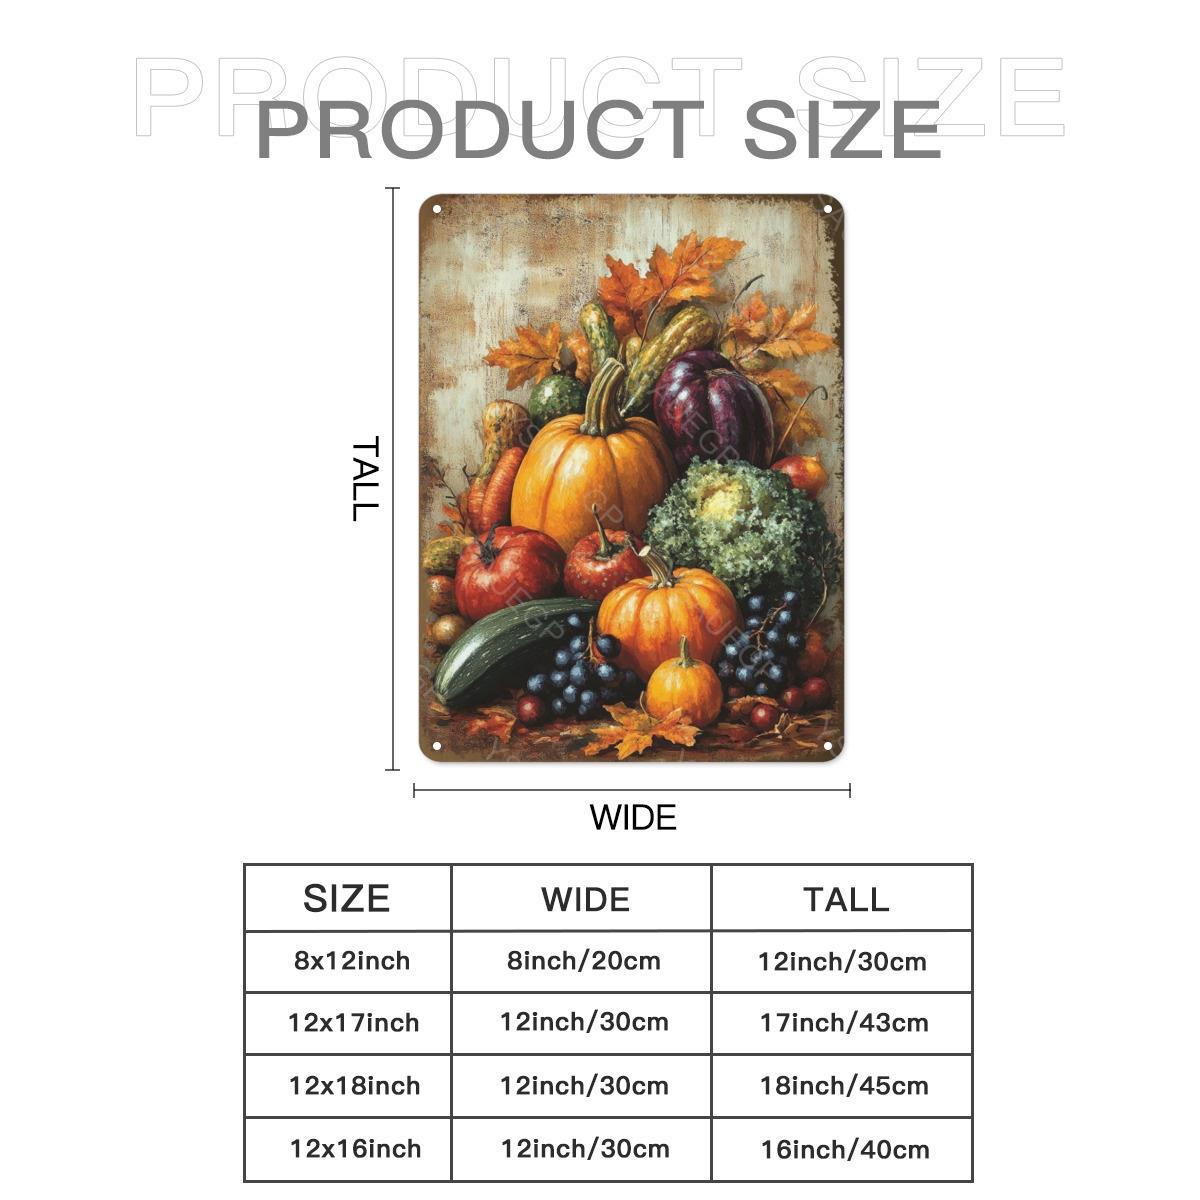 PRODUCT SIZE
PRODUCT SIZE
TALL
WIDE
SIZE WIDE TALL
8x12inch 8inch/20cm 12inch/30cm
12x17inch 12inch/30cm 17inch/43cm
12x18inch 12inch/30cm 18inch/45cm
12x16inch 12inch/30cm 16inch/40cm